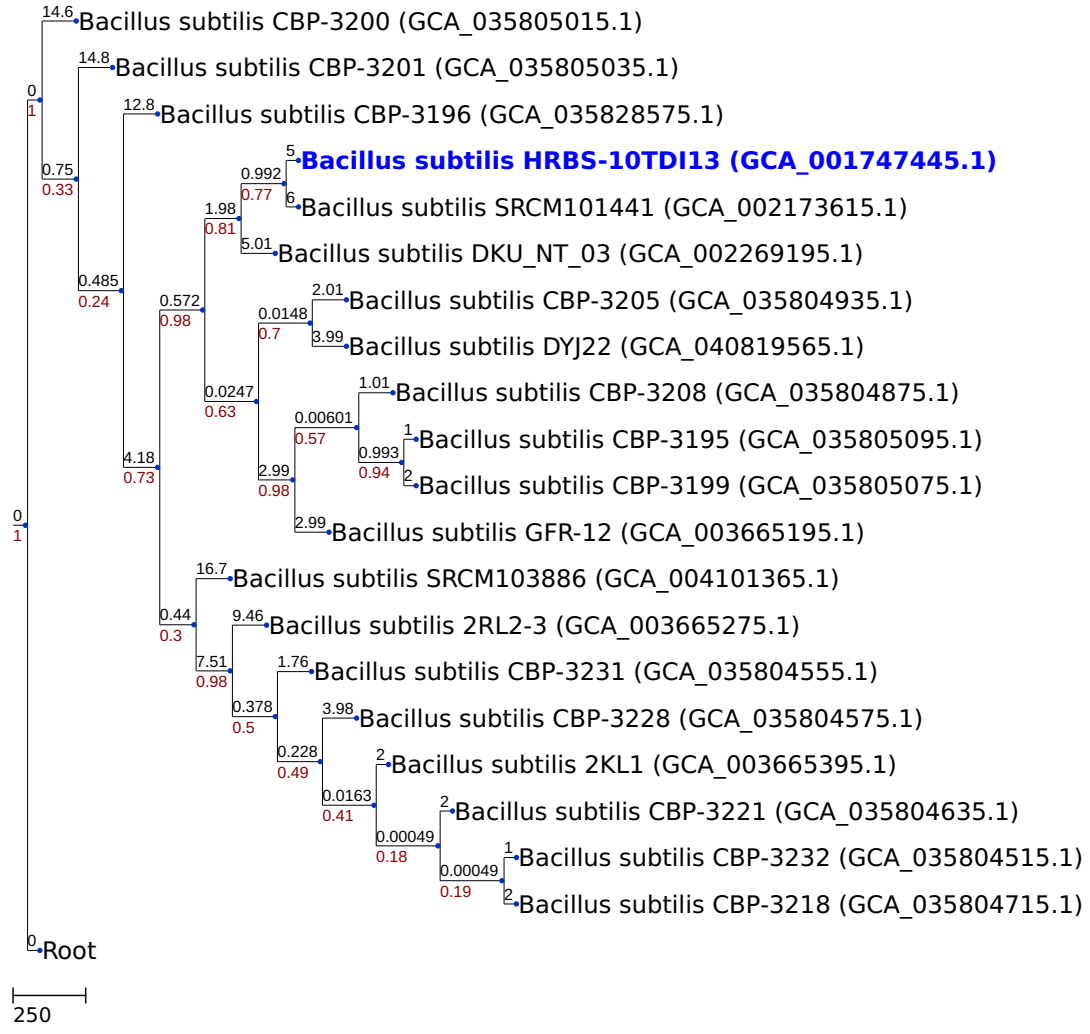 14.6
Bacillus subtilis CBP-3200 (GCA_035805015.1)
14.8
Bacillus subtilis CBP-3201 (GCA_035805035.1)
0
1
12.8
Bacillus subtilis CBP-3196 (GCA_035828575.1)
5
Bacillus subtilis HRBS-10TDI13 (GCA_001747445.1)
0.75
0.33
0.992
0.77
6
Bacillus subtilis SRCM101441 (GCA_002173615.1)
1.98
0.81
5.01
Bacillus subtilis DKU_NT_03 (GCA_002269195.1)
0.485
0.24
2.01
Bacillus subtilis CBP-3205 (GCA_035804935.1)
0.572
0.98
0.0148
0.7
3.99
Bacillus subtilis DYJ22 (GCA_040819565.1)
1.01
Bacillus subtilis CBP-3208 (GCA_035804875.1)
0.0247
0.63
0.00601
0.57
1
Bacillus subtilis CBP-3195 (GCA_035805095.1)
4.18
0.73
2.99
0.98
0.993
0.94
2
Bacillus subtilis CBP-3199 (GCA_035805075.1)
0
1
2.99
Bacillus subtilis GFR-12 (GCA_003665195.1)
16.7
Bacillus subtilis SRCM103886 (GCA_004101365.1)
0.44
0.3
9.46
Bacillus subtilis 2RL2-3 (GCA_003665275.1)
7.51
0.98
1.76
Bacillus subtilis CBP-3231 (GCA_035804555.1)
0.378
0.5
3.98
Bacillus subtilis CBP-3228 (GCA_035804575.1)
0.228
0.49
2
Bacillus subtilis 2KL1 (GCA_003665395.1)
0.0163
0.41
2
Bacillus subtilis CBP-3221 (GCA_035804635.1)
0.00049
0.18
1
Bacillus subtilis CBP-3232 (GCA_035804515.1)
0.00049
0.19
2
Bacillus subtilis CBP-3218 (GCA_035804715.1)
0
Root
250